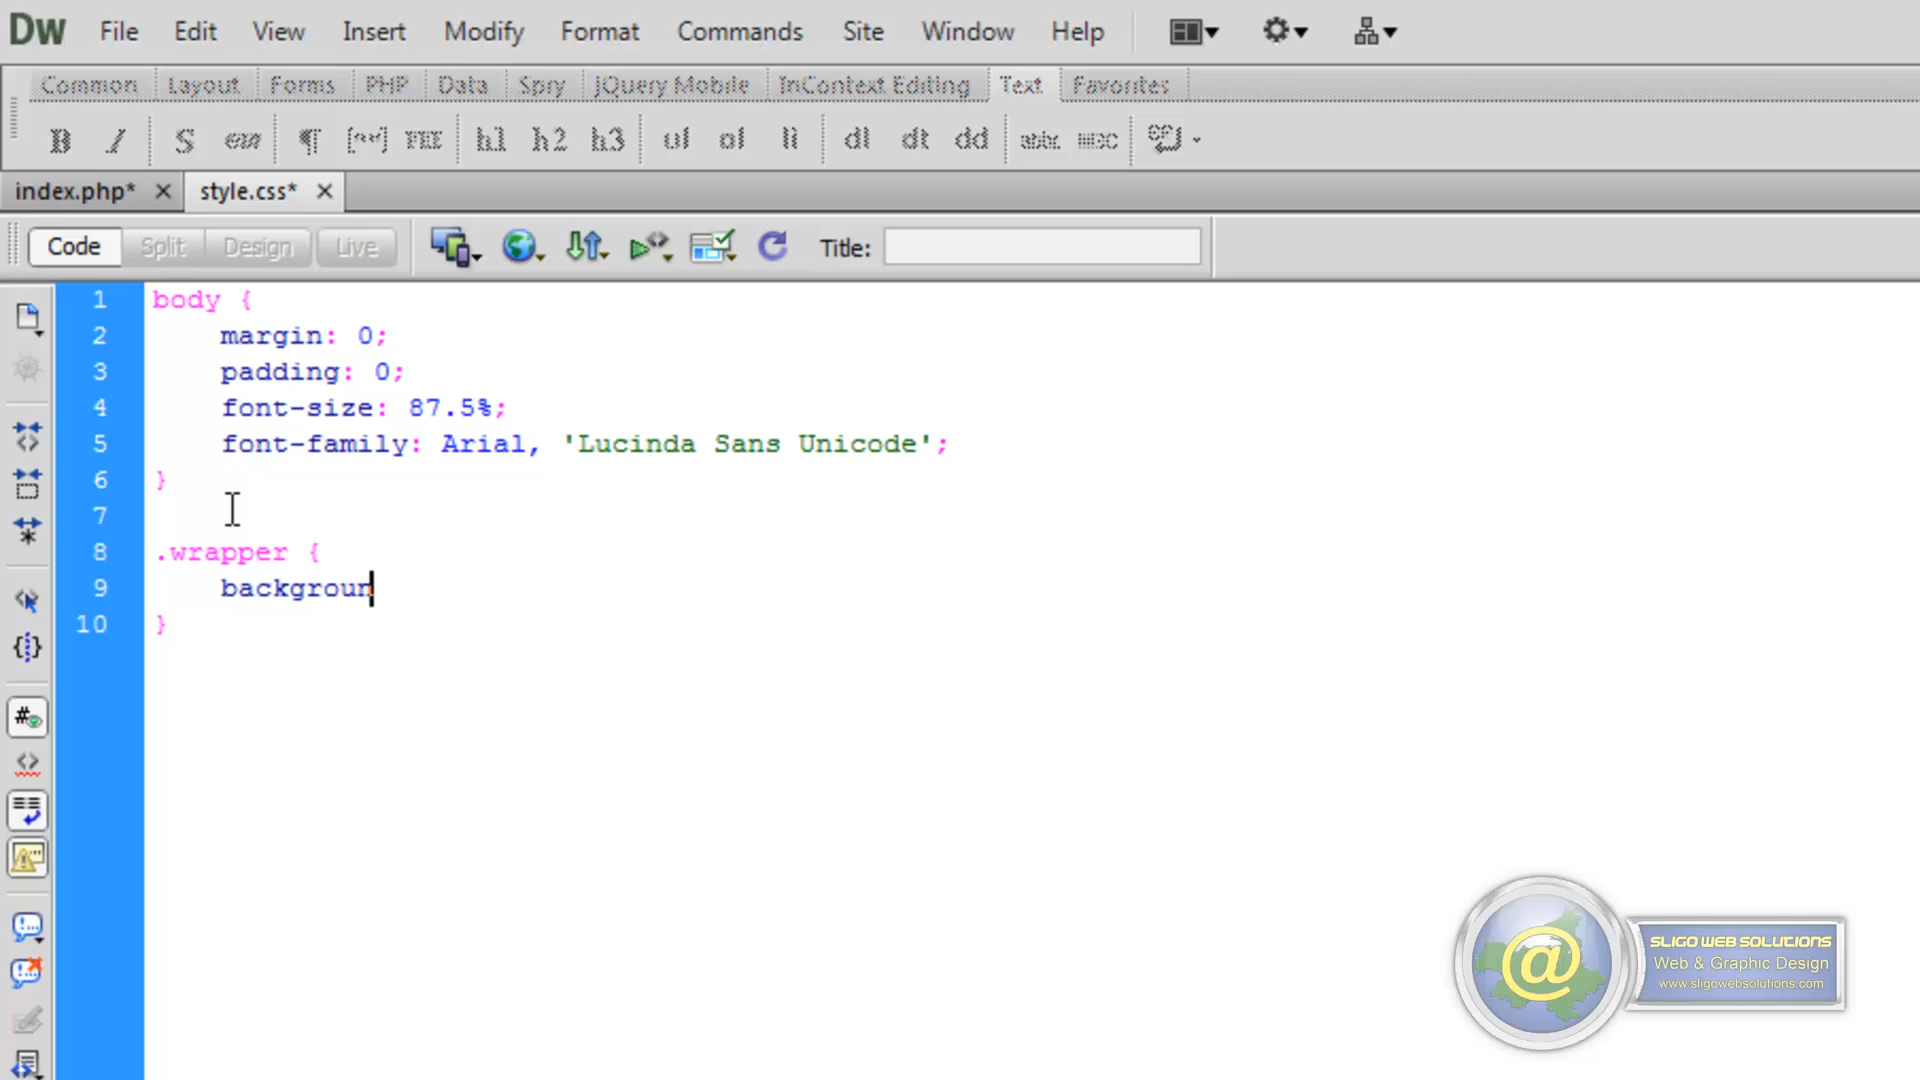 Dw File Edit View Insert Modify Format Commands Site Window Help
Common Layout Forms PHP Data Spry jQuery Mobile InContext Editing Text Favorites
B I S em ¶ [""] PRE h1 h2 h3 ul ol li dl dt dd abbr.
index.php* style.css*
Code Split Design Live Title:
1 body {
2 margin: 0;
3 padding: 0;
4 font-size: 87.5%;
5 font-family: Arial, 'Lucinda Sans Unicode';
6 }
7
8 .wrapper {
9 backgroun
10 }
@
SLIGO WEB SOLUTIONS
Web & Graphic Design
www.sligowebsolutions.com